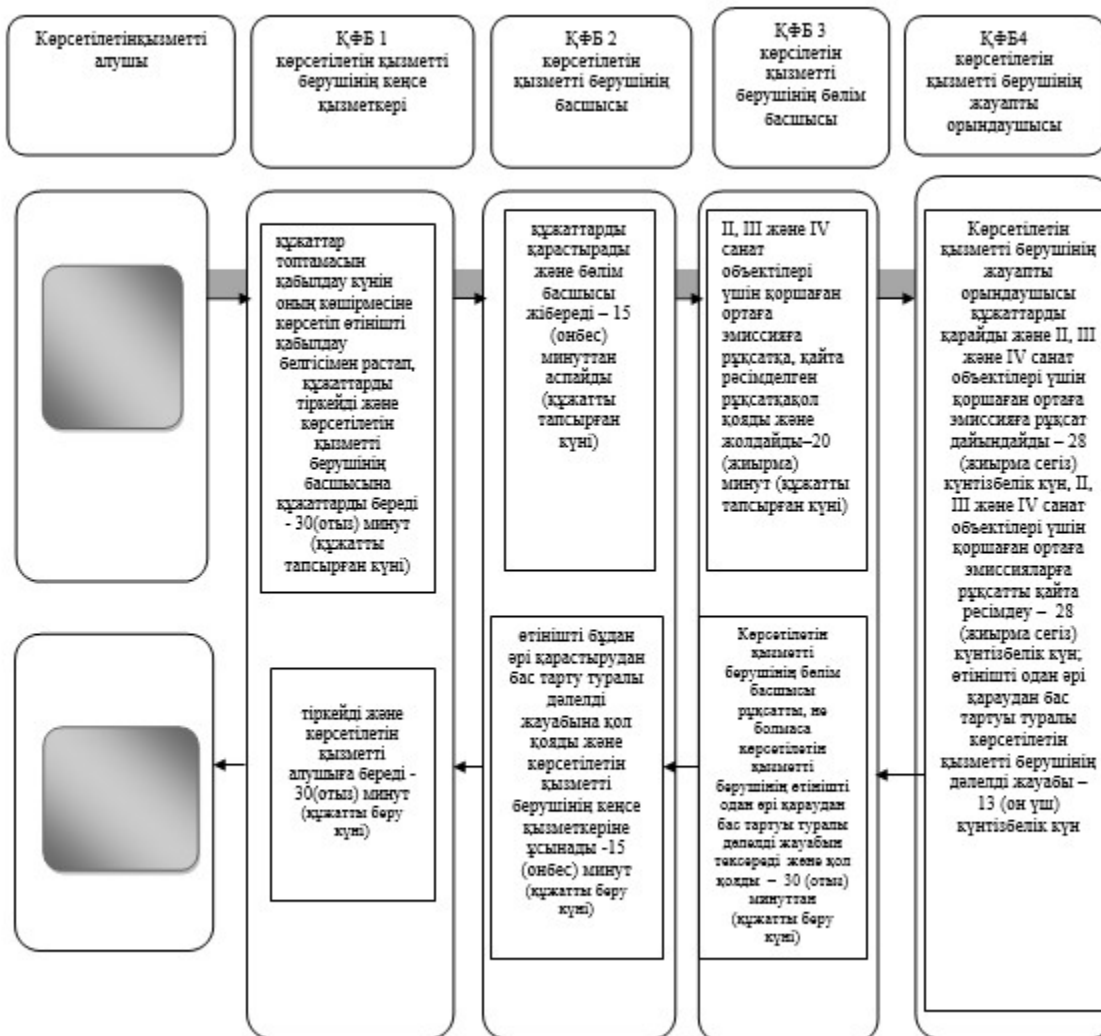 Көрсетілетінқызметті
алушы
ҚФБ 1
көрсетілетін қызметті
берушінің кеңсе
қызметкері
ҚФБ 2
көрсетілетін
қызметті берушінің
басшысы
ҚФБ 3
көрсілетін
қызметті
берушінің бөлім
басшысы
ҚФБ4
көрсетілетін
қызметті берушінің
жауапты
орындаушысы
құжаттар
топтамасын
қабылдау күнін
оның көшірмесіне
көрсетіп өтінішті
қабылдау
белгісімен растап,
құжаттарды
тіркейді және
көрсетілетін
қызметті
берушінің
басшысына
құжаттарды береді
- 30(отыз) минут
(құжатты
тапсырған күні)
құжаттарды
қарастырады
және бөлім
басшысы
жібереді – 15
(онбес)
минуттан
аспайды
(құжатты
тапсырған
күні)
II, III және IV
санат
объектілері
үшін қоршаған
ортаға
эмиссияға
рұқсатқа, қайта
рәсімделген
рұқсатқақол
қояды және
жолдайды–20
(жиырма)
минут (құжатты
тапсырған күні)
Көрсетілетін
қызметті берушінің
жауапты
орындаушысы
құжаттарды
қарайды және II, III
және IV санат
объектілері үшін
қоршаған ортаға
эмиссияға рұқсат
дайындайды – 28
(жиырма сегіз)
күнтізбелік күн, II,
III және IV санат
объектілері үшін
қоршаған ортаға
эмиссияларға
рұқсатты қайта
ресімдеу – 28
(жиырма сегіз)
күнтізбелік күн;
өтінішті одан әрі
қараудан бас
тартуы туралы
көрсетілетін
қызметті берушінің
дәлелді жауабы –
13 (он үш)
күнтізбелік күн
тіркейді және
көрсетілетін
қызметті
алушыға береді -
30(отыз) минут
(құжатты беру
күні)
өтінішті бұдан
әрі қарастырудан
бас тарту туралы
дәлелді
жауабына қол
қояды және
көрсетілетін
қызметті
берушінің кеңсе
қызметкеріне
ұсынады -15
(онбес) минут
(құжатты беру
күні)
Көрсетілетін
қызметті
берушінің бөлім
басшысы
рұқсатты, не
болмаса
көрсетілетін
қызметті
берушінің өтінішті
одан әрі қараудан
бас тартуы туралы
дәлелді жауабын
тексереді және қол
қояды – 30 (отыз)
минуттан
(құжатты беру
күні)